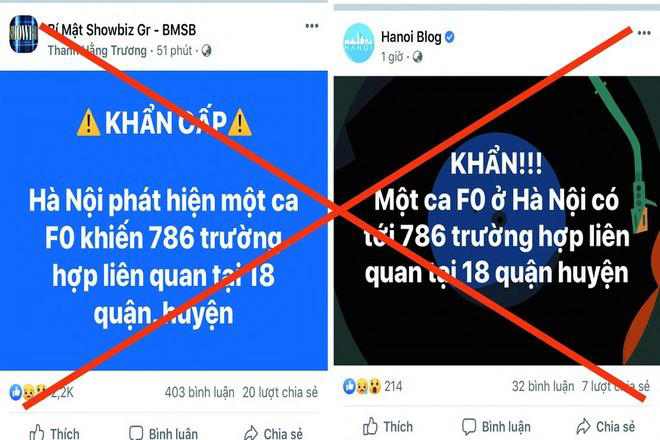 Bí Mật Showbiz Gr - BMSB
Thanh Hằng Trương · 51 phút ·
KHẨN CẤP
Hà Nội phát hiện một ca
F0 khiến 786 trường
hợp liên quan tại 18
quận, huyện
2,2K
403 bình luận 20 lượt chia sẻ
Thích Bình luận Chia sẻ
Hanoi Blog
1 giờ ·
HANOI
KHẨN!!!
Một ca F0 ở Hà Nội có
tới 786 trường hợp liên
quan tại 18 quận huyện
214
32 bình luận 7 lượt chia sẻ
Thích Bình luận Chia sẻ